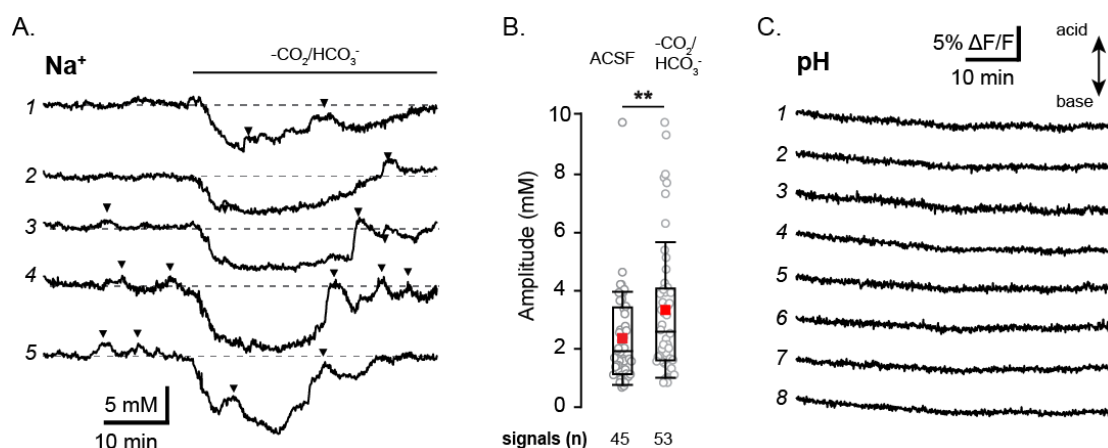 A.
Na⁺
-CO₂/HCO₃⁻
1
2
3
4
5
5 mM
10 min
B.
ACSF
-CO₂/
HCO₃⁻
**
10
8
6
4
2
0
Amplitude (mM)
signals (n) 45 53
C.
pH
5% ΔF/F
10 min
acid
base
1
2
3
4
5
6
7
8